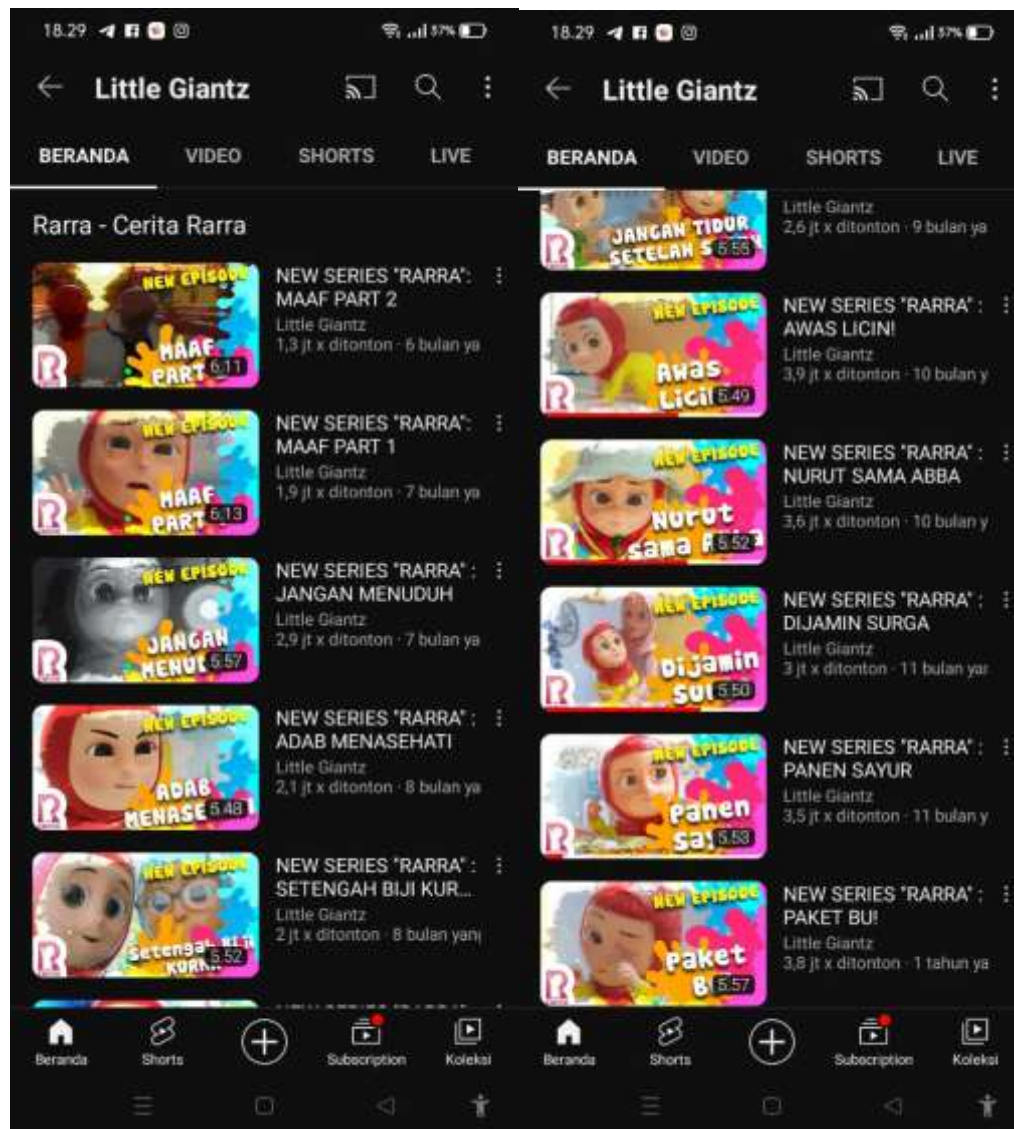 18.29
57%
Little Giantz
BERANDA VIDEO SHORTS LIVE
Rarra - Cerita Rarra
NEW EPISODE
MAAF
PART
6.11
NEW SERIES "RARRA":
MAAF PART 2
Little Giantz
1,3 jt x ditonton · 6 bulan ya
NEW EPISODE
MAAF
PART
6.13
NEW SERIES "RARRA":
MAAF PART 1
Little Giantz
1,9 jt x ditonton · 7 bulan ya
NEW EPISODE
JANGAN
MENUD
5.57
NEW SERIES "RARRA" :
JANGAN MENUDUH
Little Giantz
2,9 jt x ditonton · 7 bulan ya
NEW EPISODE
ADAB
MENASE
5.48
NEW SERIES "RARRA" :
ADAB MENASEHATI
Little Giantz
2,1 jt x ditonton · 8 bulan ya
NEW EPISODE
Setengah Biji
KURMA
5.52
NEW SERIES "RARRA" :
SETENGAH BIJI KUR...
Little Giantz
2 jt x ditonton · 8 bulan yang
Beranda Shorts Subscription Koleksi
18.29
57%
Little Giantz
BERANDA VIDEO SHORTS LIVE
JANGAN TIDUR
SETELAH
5.55
Little Giantz
2,6 jt x ditonton · 9 bulan ya
NEW EPISODE
Awas
Licin
5.49
NEW SERIES "RARRA" :
AWAS LICIN!
Little Giantz
3,9 jt x ditonton · 10 bulan y
NEW EPISODE
Nurut
sama
5.52
NEW SERIES "RARRA" :
NURUT SAMA ABBA
Little Giantz
3,6 jt x ditonton · 10 bulan y
NEW EPISODE
Dijamin
SU
5.50
NEW SERIES "RARRA" :
DIJAMIN SURGA
Little Giantz
3 jt x ditonton · 11 bulan yan
NEW EPISODE
Panen
Say
5.53
NEW SERIES "RARRA" :
PANEN SAYUR
Little Giantz
3,5 jt x ditonton · 11 bulan y
NEW EPISODE
Paket
B
5.57
NEW SERIES "RARRA" :
PAKET BU!
Little Giantz
3,8 jt x ditonton · 1 tahun ya
Beranda Shorts Subscription Koleksi